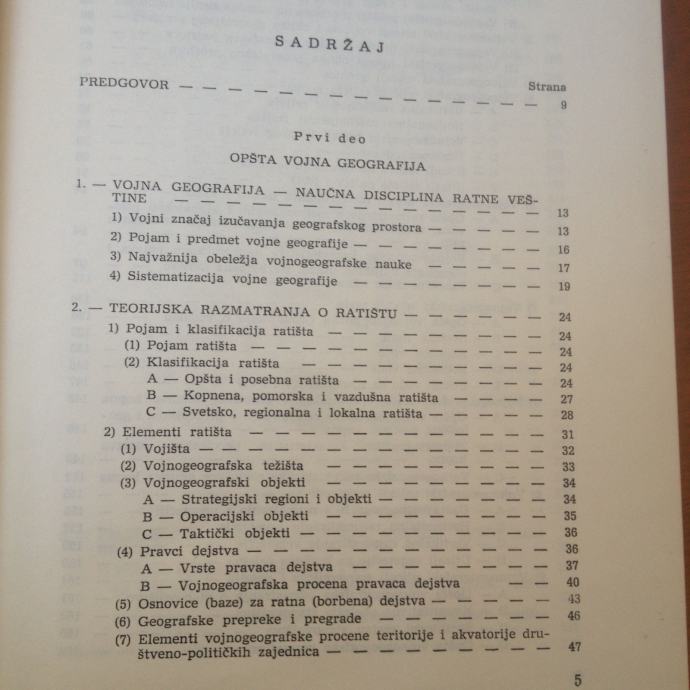 SADRŽAJ
Strana
PREDGOVOR — — — — — — — — — — — — — — 9
Prvi deo
OPŠTA VOJNA GEOGRAFIJA
1. — VOJNA GEOGRAFIJA — NAUČNA DISCIPLINA RATNE VEŠ-
TINE — — — — — — — — — — — — — — 13
1) Vojni značaj izučavanja geografskog prostora — — — — — 13
2) Pojam i predmet vojne geografije — — — — — — — 16
3) Najvažnija obeležja vojnogeografske nauke — — — — — 17
4) Sistematizacija vojne geografije — — — — — — — 19
2. — TEORIJSKA RAZMATRANJA O RATIŠTU — — — — — — 24
1) Pojam i klasifikacija ratišta — — — — — — — — 24
(1) Pojam ratišta — — — — — — — — — — — 24
(2) Klasifikacija ratišta — — — — — — — — — 24
A — Opšta i posebna ratišta — — — — — — — 24
B — Kopnena, pomorska i vazdušna ratišta — — — — 27
C — Svetsko, regionalna i lokalna ratišta — — — — — 28
2) Elementi ratišta — — — — — — — — — — — 31
(1) Vojišta — — — — — — — — — — — — — 32
(2) Vojnogeografska težišta — — — — — — — — 33
(3) Vojnogeografski objekti — — — — — — — — 34
A — Strategijski regioni i objekti — — — — — — 34
B — Operacijski objekti — — — — — — — — 35
C — Taktički objekti — — — — — — — — — 36
(4) Pravci dejstva — — — — — — — — — — — 36
A — Vrste pravaca dejstva — — — — — — — 37
B — Vojnogeografska procena pravaca dejstva — — 40
(5) Osnovice (baze) za ratna (borbena) dejstva — — — — — 43
(6) Geografske prepreke i pregrade — — — — — — — 46
(7) Elementi vojnogeografske procene teritorije i akvatorije dru-
štveno-političkih zajednica — — — — — — — — 47
5